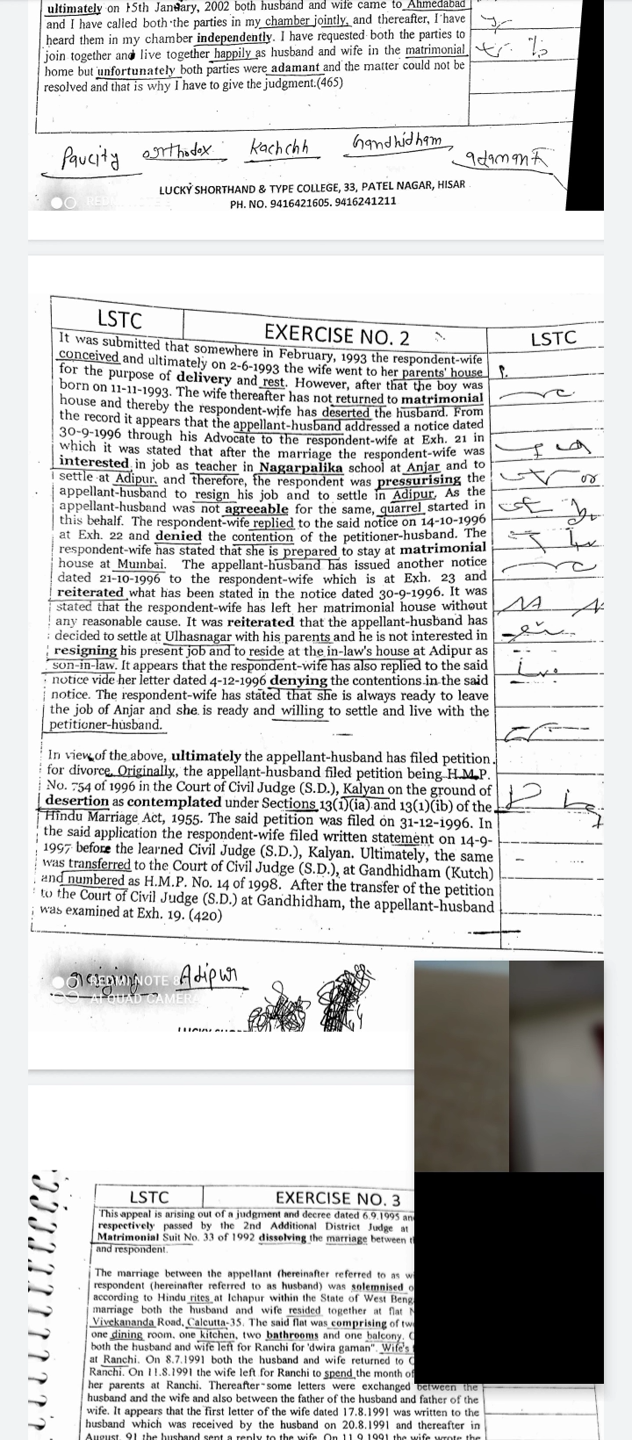 ultimately on 15th January, 2002 both husband and wife came to Ahmedabad
and I have called both the parties in my chamber jointly, and thereafter, I have
heard them in my chamber independently. I have requested both the parties to
join together and live together happily as husband and wife in the matrimonial
home but unfortunately both parties were adamant and the matter could not be
resolved and that is why I have to give the judgment.(465)
Paucity orthodox Kachchh Gandhidham adamant
LUCKY SHORTHAND & TYPE COLLEGE, 33, PATEL NAGAR, HISAR
PH. NO. 9416421605. 9416241211
LSTC EXERCISE NO. 2 LSTC
It was submitted that somewhere in February, 1993 the respondent-wife
conceived and ultimately on 2-6-1993 the wife went to her parents' house
for the purpose of delivery and rest. However, after that the boy was
born on 11-11-1993. The wife thereafter has not returned to matrimonial
house and thereby the respondent-wife has deserted the husband. From
the record it appears that the appellant-husband addressed a notice dated
30-9-1996 through his Advocate to the respondent-wife at Exh. 21 in
which it was stated that after the marriage the respondent-wife was
interested in job as teacher in Nagarpalika school at Anjar and to
settle at Adipur. and therefore, the respondent was pressurising the
appellant-husband to resign his job and to settle in Adipur. As the
appellant-husband was not agreeable for the same, quarrel started in
this behalf. The respondent-wife replied to the said notice on 14-10-1996
at Exh. 22 and denied the contention of the petitioner-husband. The
respondent-wife has stated that she is prepared to stay at matrimonial
house at Mumbai. The appellant-husband has issued another notice
dated 21-10-1996 to the respondent-wife which is at Exh. 23 and
reiterated what has been stated in the notice dated 30-9-1996. It was
stated that the respondent-wife has left her matrimonial house without
any reasonable cause. It was reiterated that the appellant-husband has
decided to settle at Ulhasnagar with his parents and he is not interested in
resigning his present job and to reside at the in-law's house at Adipur as
son-in-law. It appears that the respondent-wife has also replied to the said
notice vide her letter dated 4-12-1996 denying the contentions in the said
notice. The respondent-wife has stated that she is always ready to leave
the job of Anjar and she is ready and willing to settle and live with the
petitioner-husband.
In view of the above, ultimately the appellant-husband has filed petition
for divorce. Originally, the appellant-husband filed petition being H.M.P.
No. 754 of 1996 in the Court of Civil Judge (S.D.), Kalyan on the ground of
desertion as contemplated under Sections 13(1)(ia) and 13(1)(ib) of the
Hindu Marriage Act, 1955. The said petition was filed on 31-12-1996. In
the said application the respondent-wife filed written statement on 14-9-
1997 before the learned Civil Judge (S.D.), Kalyan. Ultimately, the same
was transferred to the Court of Civil Judge (S.D.), at Gandhidham (Kutch)
and numbered as H.M.P. No. 14 of 1998. After the transfer of the petition
to the Court of Civil Judge (S.D.) at Gandhidham, the appellant-husband
was examined at Exh. 19. (420)
Adipur
REDMI NOTE 8
AI QUAD CAMERA
LSTC EXERCISE NO. 3
This appeal is arising out of a judgment and decree dated 6.9.1995
respectively passed by the 2nd Additional District Judge at
Matrimonial Suit No. 33 of 1992 dissolving the marriage between
and respondent.
The marriage between the appellant (hereinafter referred to as
respondent (hereinafter referred to as husband) was solemnised
according to Hindu rites at Ichapur within the State of West
marriage both the husband and wife resided together at flat
Vivekananda Road, Calcutta-35. The said flat was comprising of
one dining room, one kitchen, two bathrooms and one balcony.
both the husband and wife left for Ranchi for 'dwira gaman". Wife's
at Ranchi. On 8.7.1991 both the husband and wife returned to
Ranchi. On 11.8.1991 the wife left for Ranchi to spend the month of
her parents at Ranchi. Thereafter some letters were exchanged between the
husband and the wife and also between the father of the husband and father of the
wife. It appears that the first letter of the wife dated 17.8.1991 was written to the
husband which was received by the husband on 20.8.1991 and thereafter in
August, 91 the husband sent a reply to the wife. On 11.9.1991 the wife wrote the